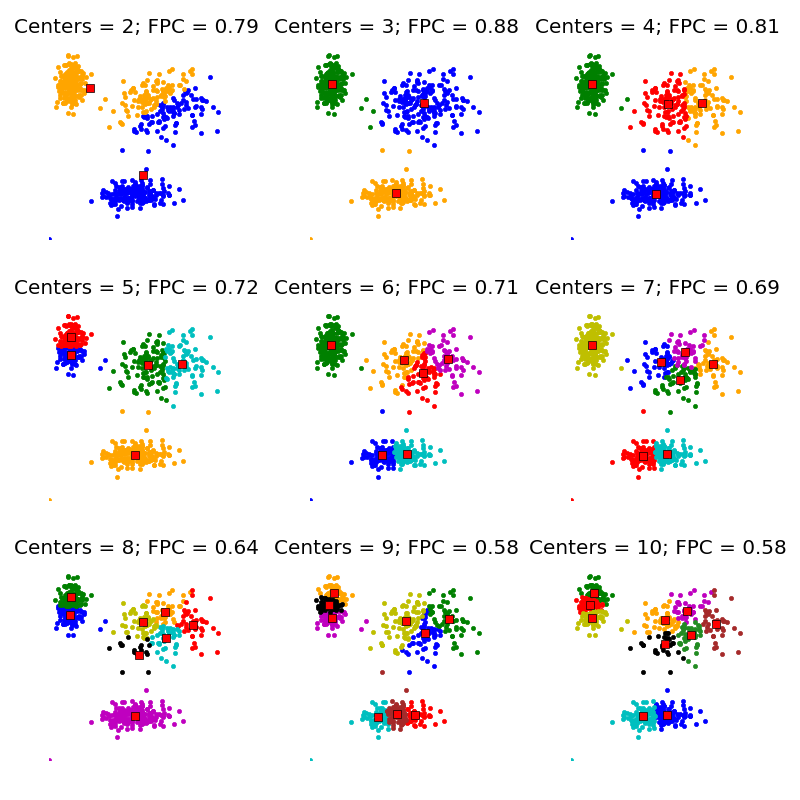 Centers = 2; FPC = 0.79
Centers = 3; FPC = 0.88
Centers = 4; FPC = 0.81
Centers = 5; FPC = 0.72
Centers = 6; FPC = 0.71
Centers = 7; FPC = 0.69
Centers = 8; FPC = 0.64
Centers = 9; FPC = 0.58
Centers = 10; FPC = 0.58